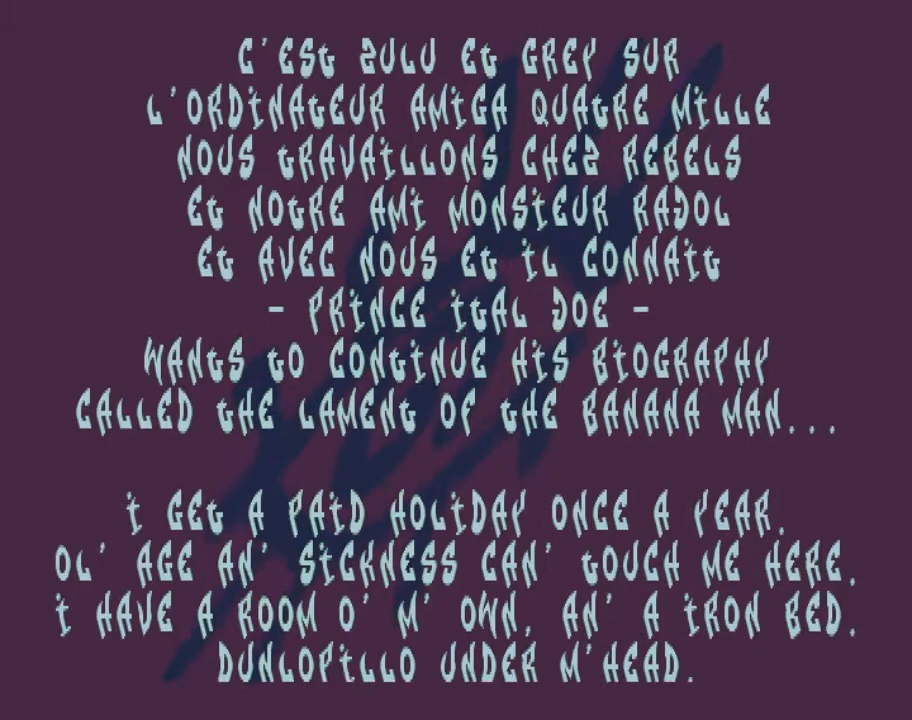 C'EST ZULU ET GREY SUR
L'ORDINATEUR AMIGA QUATRE MILLE
NOUS TRAVAILLONS CHEZ REBELS
ET NOTRE AMI MONSIEUR RAJOL
ET AVEC NOUS ET IL CONNAIT
- PRINCE ITAL JOE -
WANTS TO CONTINUE HIS BIOGRAPHY
CALLED THE LAMENT OF THE BANANA MAN...
I GET A PAID HOLIDAY ONCE A YEAR.
OL' AGE AN' SICKNESS CAN' TOUCH ME HERE.
I HAVE A ROOM O' M' OWN, AN' A IRON BED.
DUNLOPILLO UNDER M'HEAD.